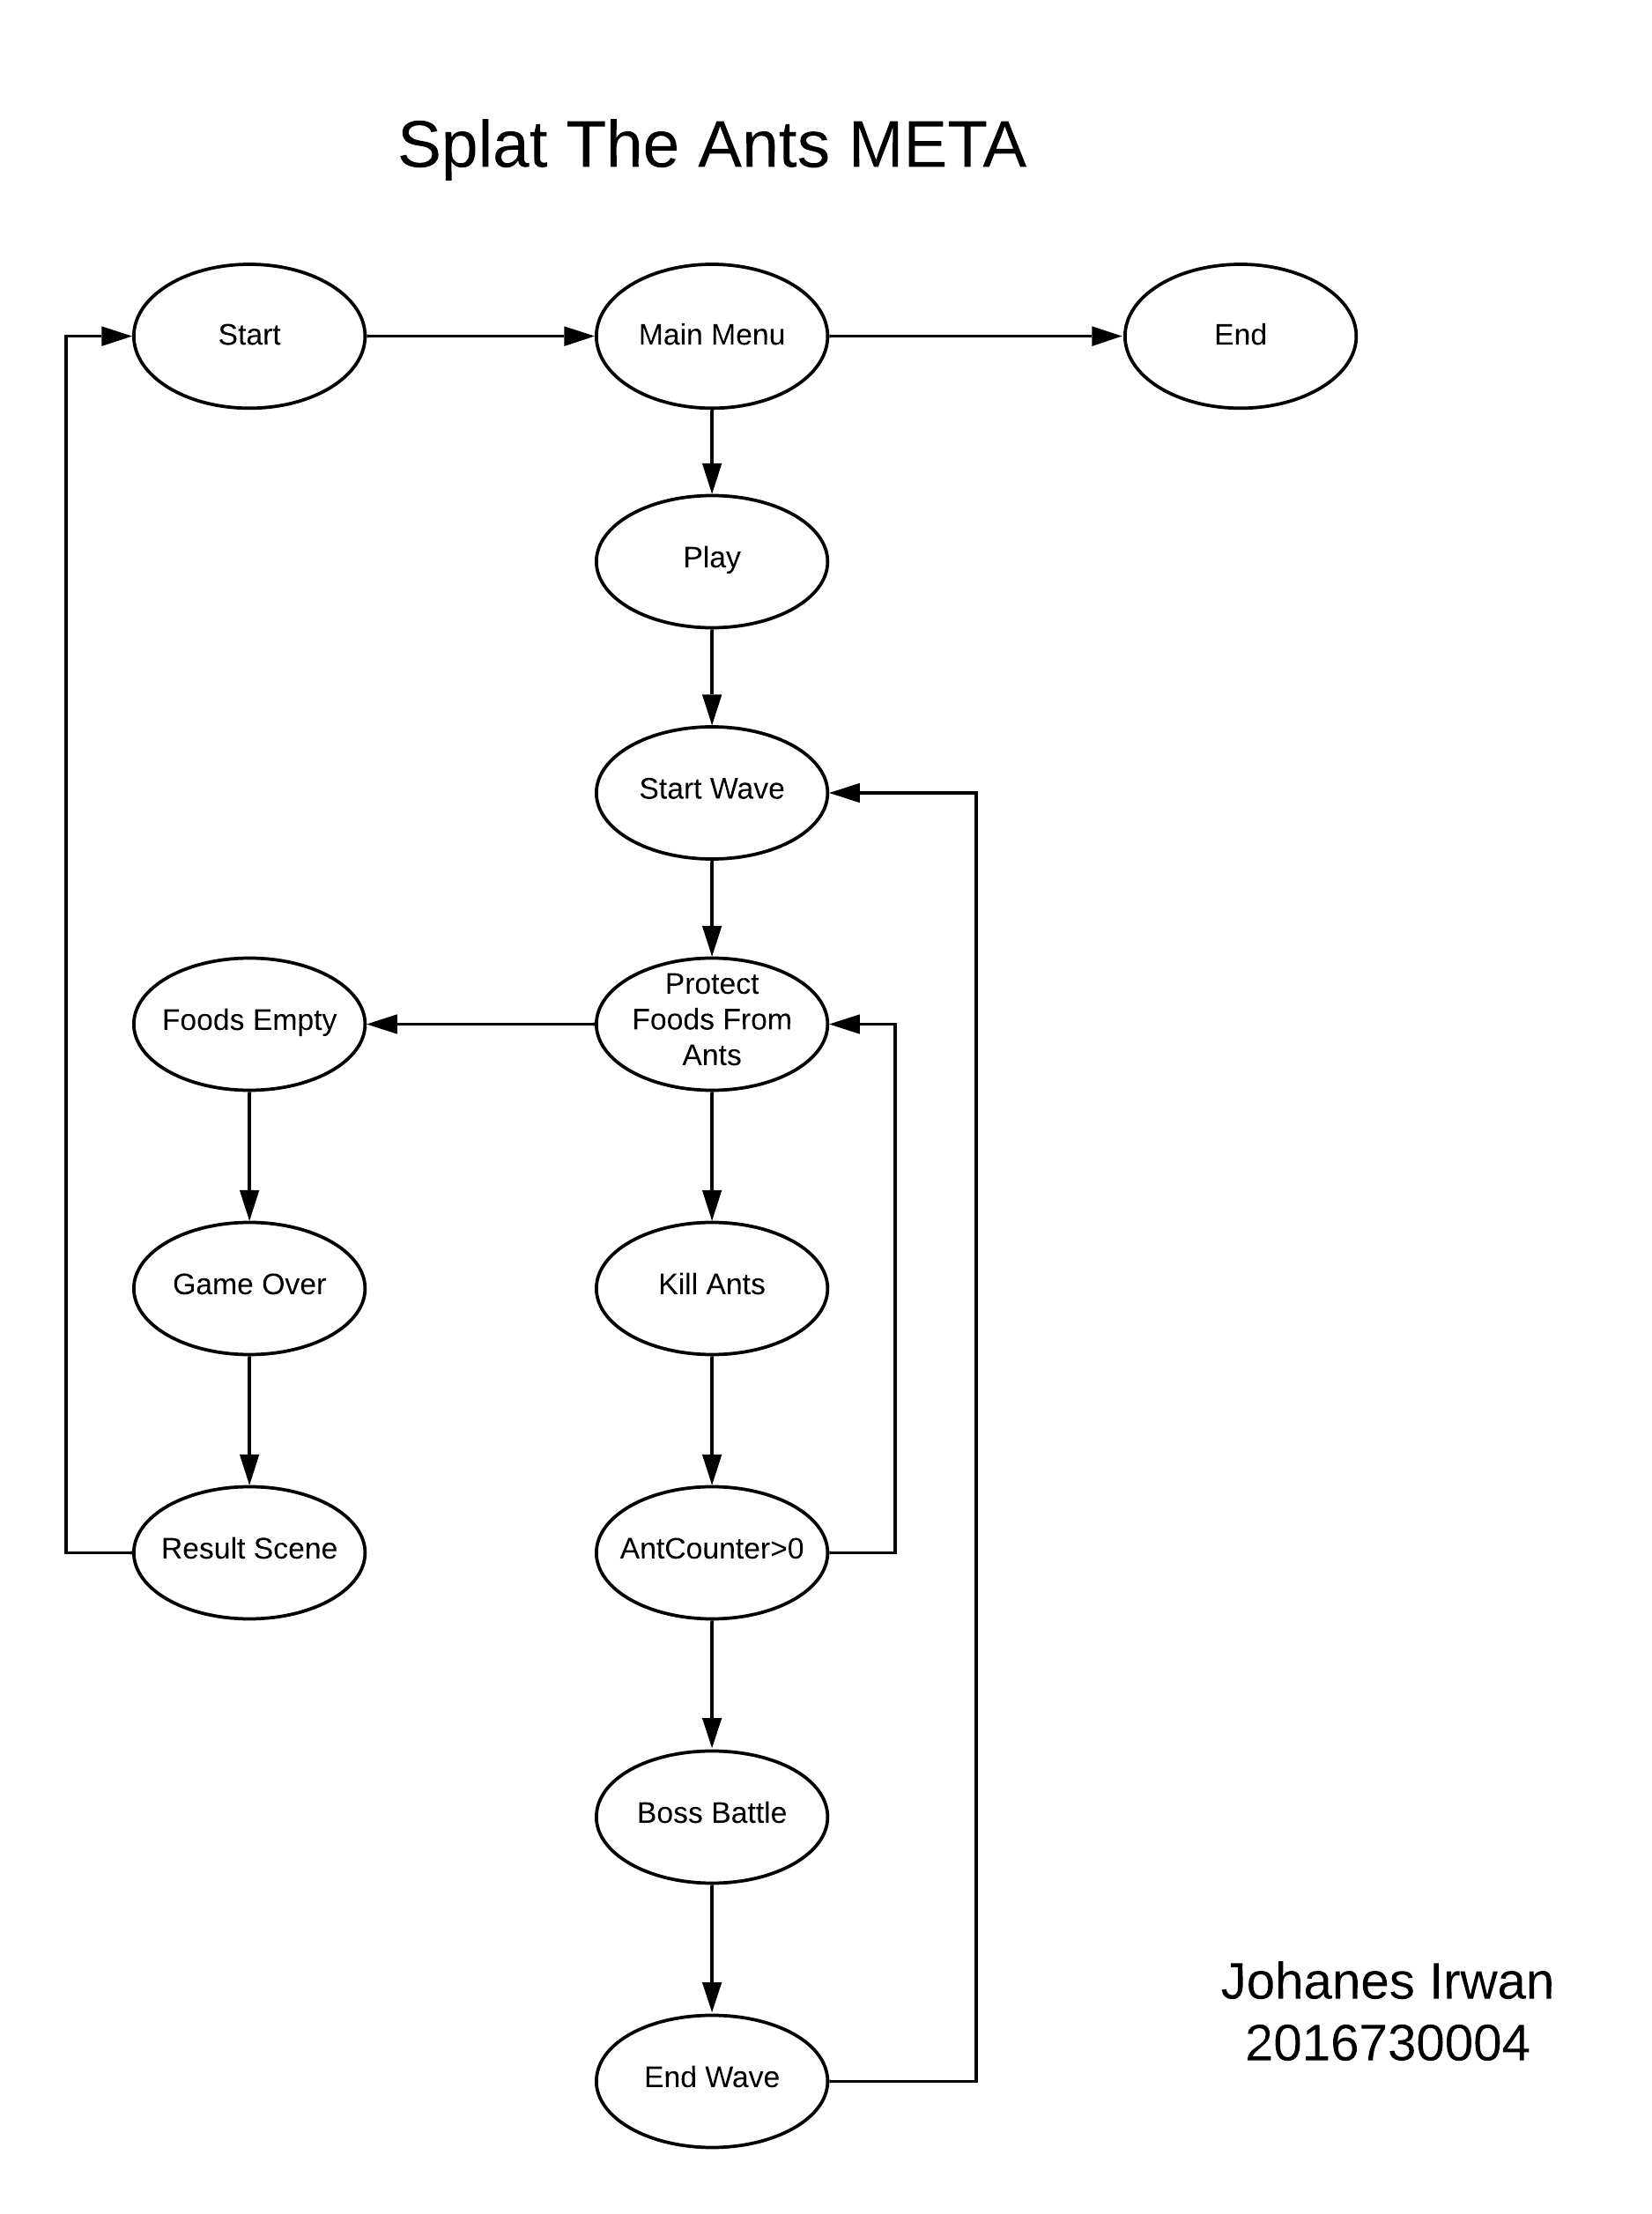 Splat The Ants META
Start
Main Menu
End
Play
Start Wave
Foods Empty
Protect
Foods From
Ants
Game Over
Kill Ants
Result Scene
AntCounter>0
Boss Battle
End Wave
Johanes Irwan
2016730004